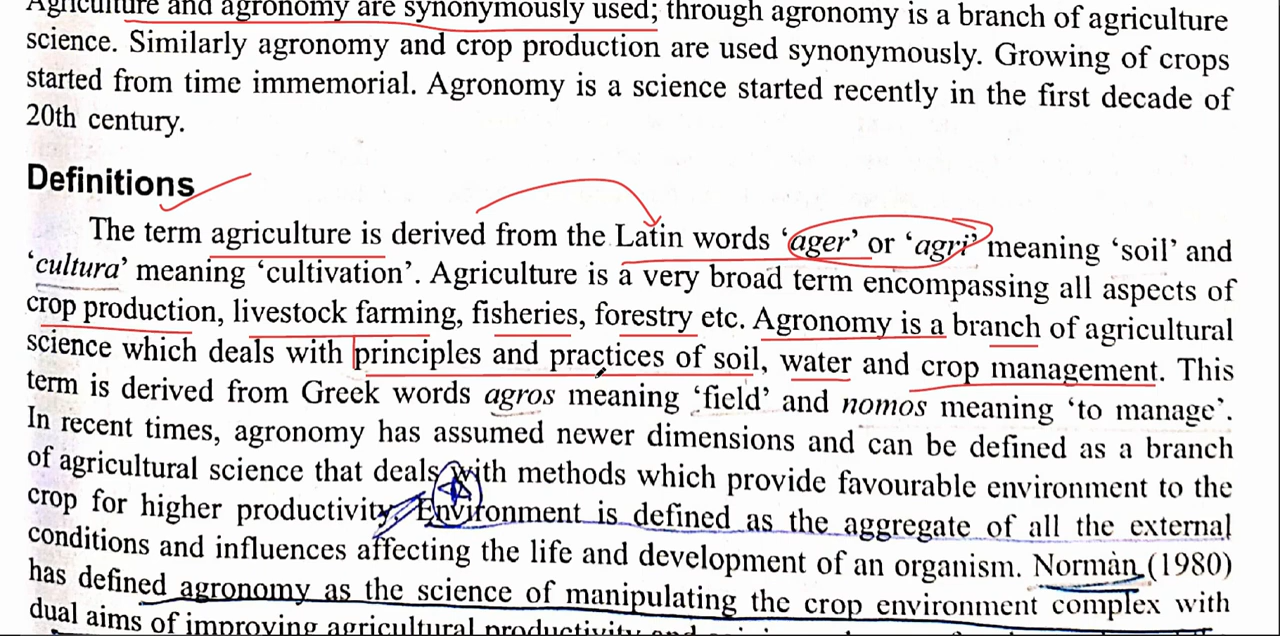 Agriculture and agronomy are synonymously used; through agronomy is a branch of agriculture
science. Similarly agronomy and crop production are used synonymously. Growing of crops
started from time immemorial. Agronomy is a science started recently in the first decade of
20th century.
Definitions
The term agriculture is derived from the Latin words ‘ager’ or ‘agri’ meaning ‘soil’ and
‘cultura’ meaning ‘cultivation’. Agriculture is a very broad term encompassing all aspects of
crop production, livestock farming, fisheries, forestry etc. Agronomy is a branch of agricultural
science which deals with principles and practices of soil, water and crop management. This
term is derived from Greek words agros meaning ‘field’ and nomos meaning ‘to manage’.
In recent times, agronomy has assumed newer dimensions and can be defined as a branch
of agricultural science that deals with methods which provide favourable environment to the
crop for higher productivity. Environment is defined as the aggregate of all the external
conditions and influences affecting the life and development of an organism. Norman (1980)
has defined agronomy as the science of manipulating the crop environment complex with
dual aims of improving agricultural productivity and